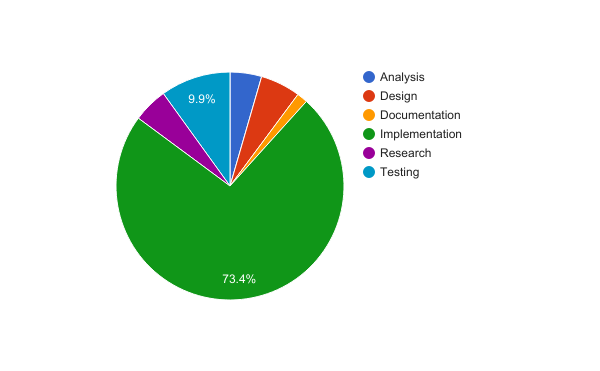 Analysis
Design
Documentation
Implementation
Research
Testing
9.9%
73.4%